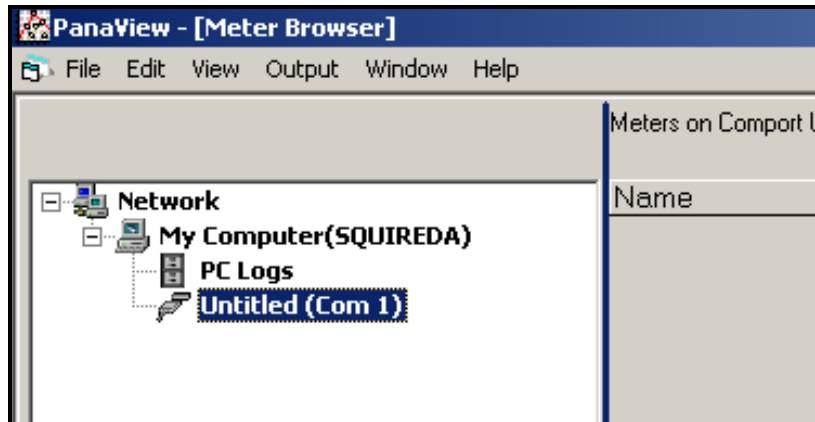 PanaView - [Meter Browser]
File Edit View Output Window Help
Meters on Comport
Name
Network
My Computer(SQUIREDA)
PC Logs
Untitled (Com 1)